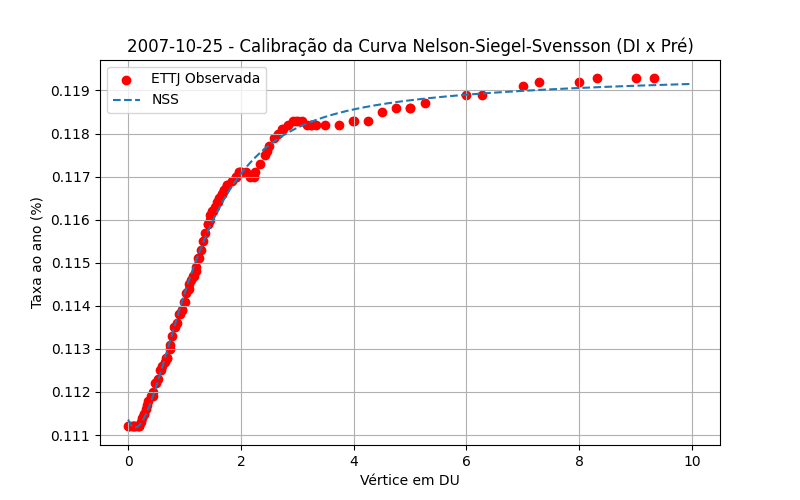 2007-10-25 - Calibração da Curva Nelson-Siegel-Svensson (DI x Pré)
ETTJ Observada
NSS
0.119
0.118
0.117
0.116
0.115
0.114
0.113
0.112
0.111
Taxa ao ano (%)
0 2 4 6 8 10
Vértice em DU